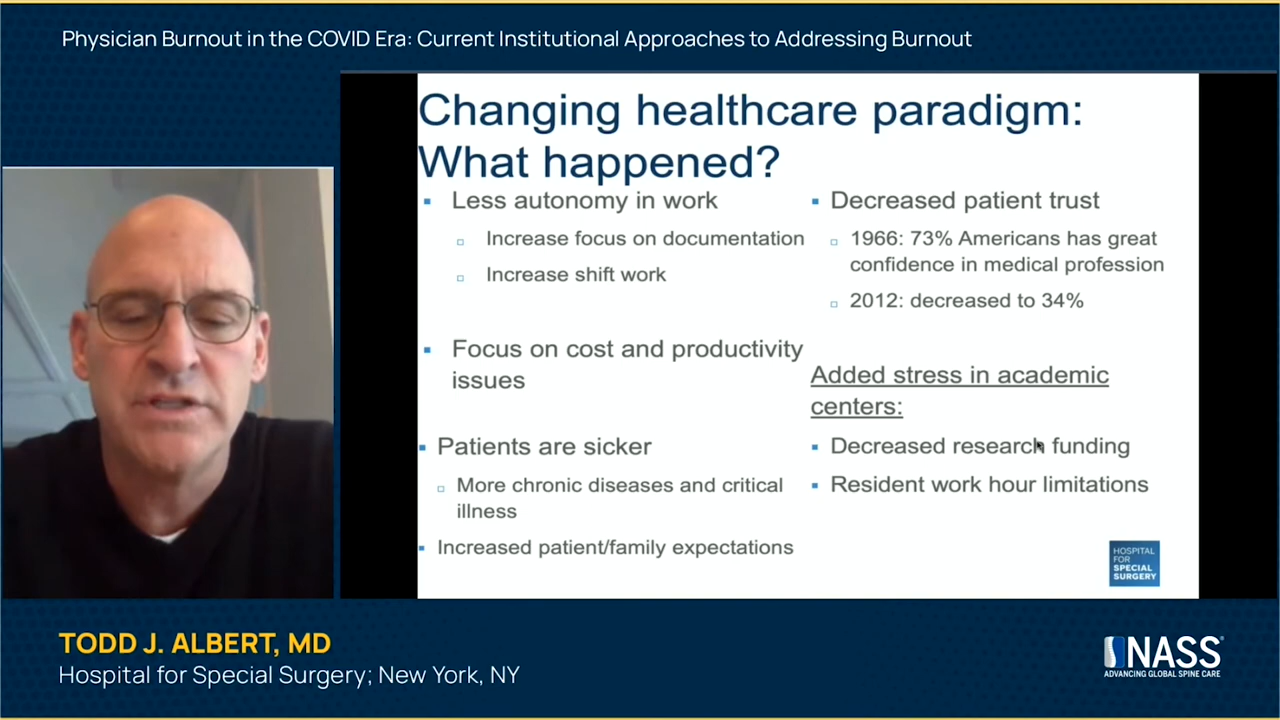 Physician Burnout in the COVID Era: Current Institutional Approaches to Addressing Burnout
Changing healthcare paradigm:
What happened?
Less autonomy in work
Increase focus on documentation
Increase shift work
Focus on cost and productivity
issues
Patients are sicker
More chronic diseases and critical
illness
Increased patient/family expectations
Decreased patient trust
1966: 73% Americans has great
confidence in medical profession
2012: decreased to 34%
Added stress in academic
centers:
Decreased research funding
Resident work hour limitations
HOSPITAL
FOR
SPECIAL
SURGERY
TODD J. ALBERT, MD
Hospital for Special Surgery; New York, NY
NASS
ADVANCING GLOBAL SPINE CARE